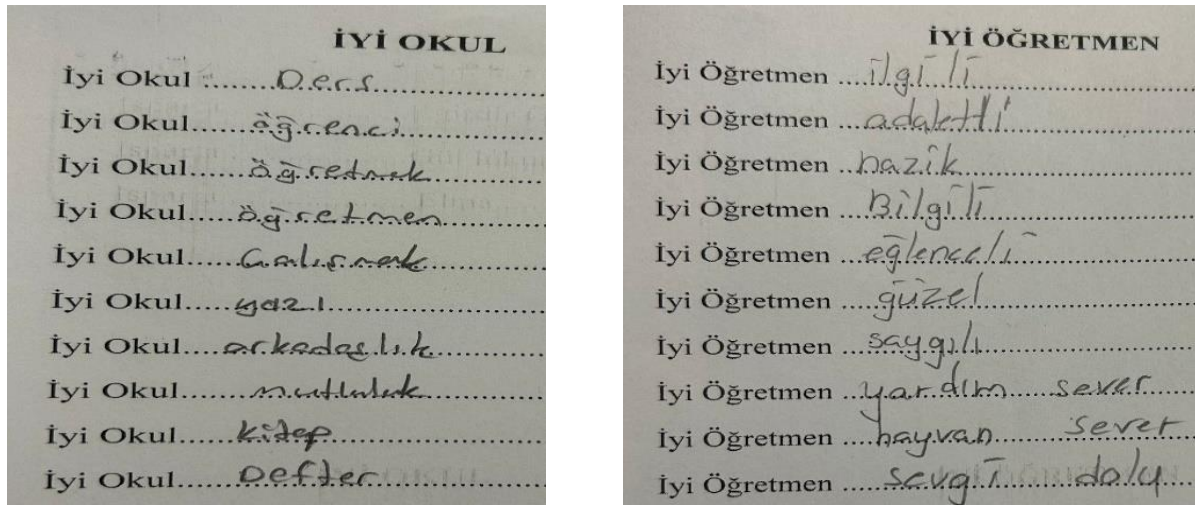 İYİ OKUL
İyi Okul ........Ders....................
İyi Okul......öğrenci..................
İyi Okul......öğretmek................
İyi Okul......öğretmen................
İyi Okul......Çalışmak................
İyi Okul......yazı.......................
İyi Okul.....arkadaşlık................
İyi Okul......mutluluk.................
İyi Okul......kitap......................
İyi Okul.......Defter...................
İYİ ÖĞRETMEN
İyi Öğretmen ....ilgili....................
İyi Öğretmen ....adaletli................
İyi Öğretmen ...nazik...................
İyi Öğretmen ....Bilgili..................
İyi Öğretmen ....eğlenceli..............
İyi Öğretmen .....güzel..................
İyi Öğretmen ....saygılı.................
İyi Öğretmen ...yardım sever.......
İyi Öğretmen ....hayvan sever
İyi Öğretmen ......sevgi dolu......